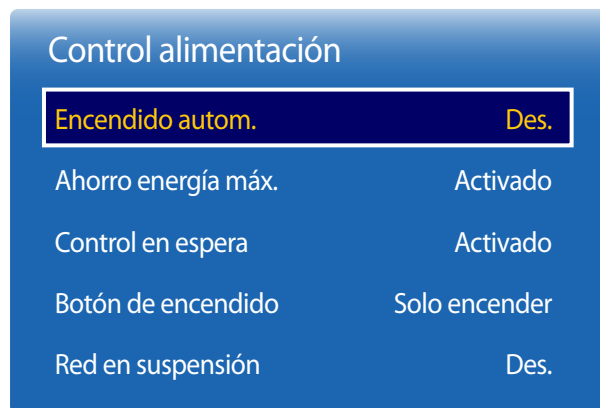 Control alimentación
Encendido autom. Des.
Ahorro energía máx. Activado
Control en espera Activado
Botón de encendido Solo encender
Red en suspensión Des.